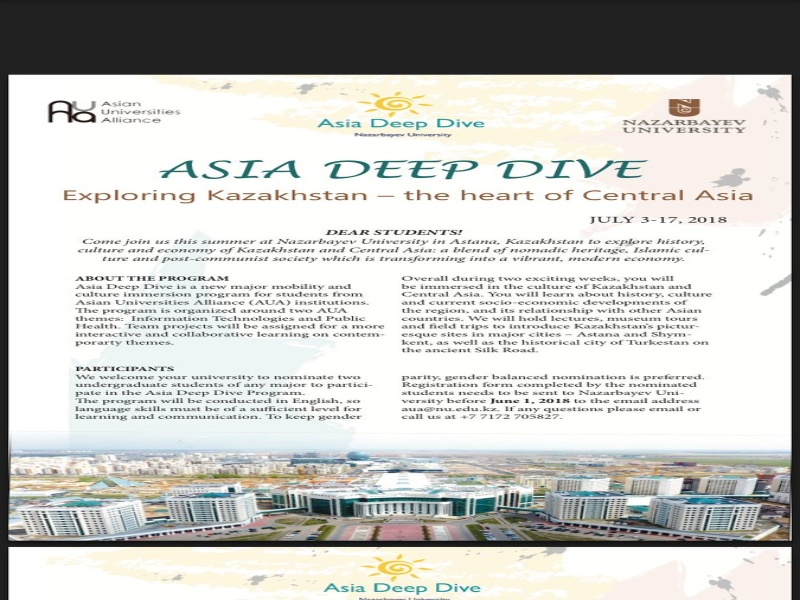 Asian
Universities
Alliance
Asia Deep Dive
Nazarbayev University
NAZARBAYEV
UNIVERSITY
ASIA DEEP DIVE
Exploring Kazakhstan – the heart of Central Asia
JULY 3-17, 2018
DEAR STUDENTS!
Come join us this summer at Nazarbayev University in Astana, Kazakhstan to explore history,
culture and economy of Kazakhstan and Central Asia: a blend of nomadic heritage, Islamic cul-
ture and post-communist society which is transforming into a vibrant, modern economy.
ABOUT THE PROGRAM
Asia Deep Dive is a new major mobility and
culture immersion program for students from
Asian Universities Alliance (AUA) institutions.
The program is organized around two AUA
themes: Information Technologies and Public
Health. Team projects will be assigned for a more
interactive and collaborative learning on contem-
porarty themes.
Overall during two exciting weeks, you will
be immersed in the culture of Kazakhstan and
Central Asia. You will learn about history, culture
and current socio-economic developments of
the region, and its relationship with other Asian
countries. We will hold lectures, museum tours
and field trips to introduce Kazakhstan's pictur-
esque sites in major cities – Astana and Shym-
kent, as well as the historical city of Turkestan on
the ancient Silk Road.
PARTICIPANTS
We welcome your university to nominate two
undergraduate students of any major to partici-
pate in the Asia Deep Dive Program.
The program will be conducted in English, so
language skills must be of a sufficient level for
learning and communication. To keep gender
parity, gender balanced nomination is preferred.
Registration form completed by the nominated
students needs to be sent to Nazarbayev Uni-
versity before June 1, 2018 to the email address
aua@nu.edu.kz. If any questions please email or
call us at +7 7172 705827.
Asia Deep Dive